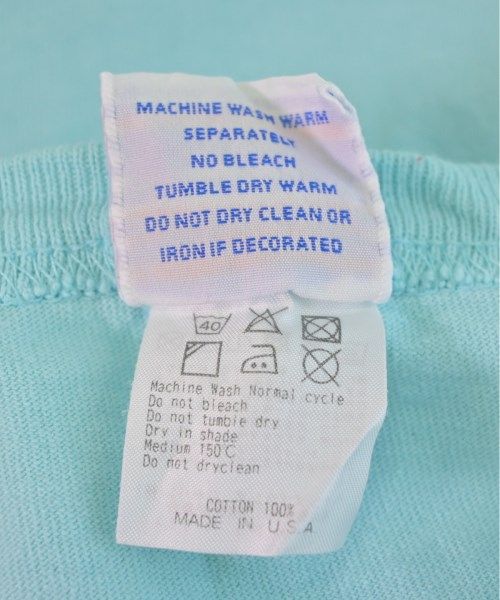 MACHINE WASH WARM
SEPARATELY
NO BLEACH
TUMBLE DRY WARM
DO NOT DRY CLEAN OR
IRON IF DECORATED
40
Machine Wash Normal cycle
Do not bleach
Do not tumble dry
Dry in shade
Medium 150°C
Do not dryclean
COTTON 100%
MADE IN U.S.A